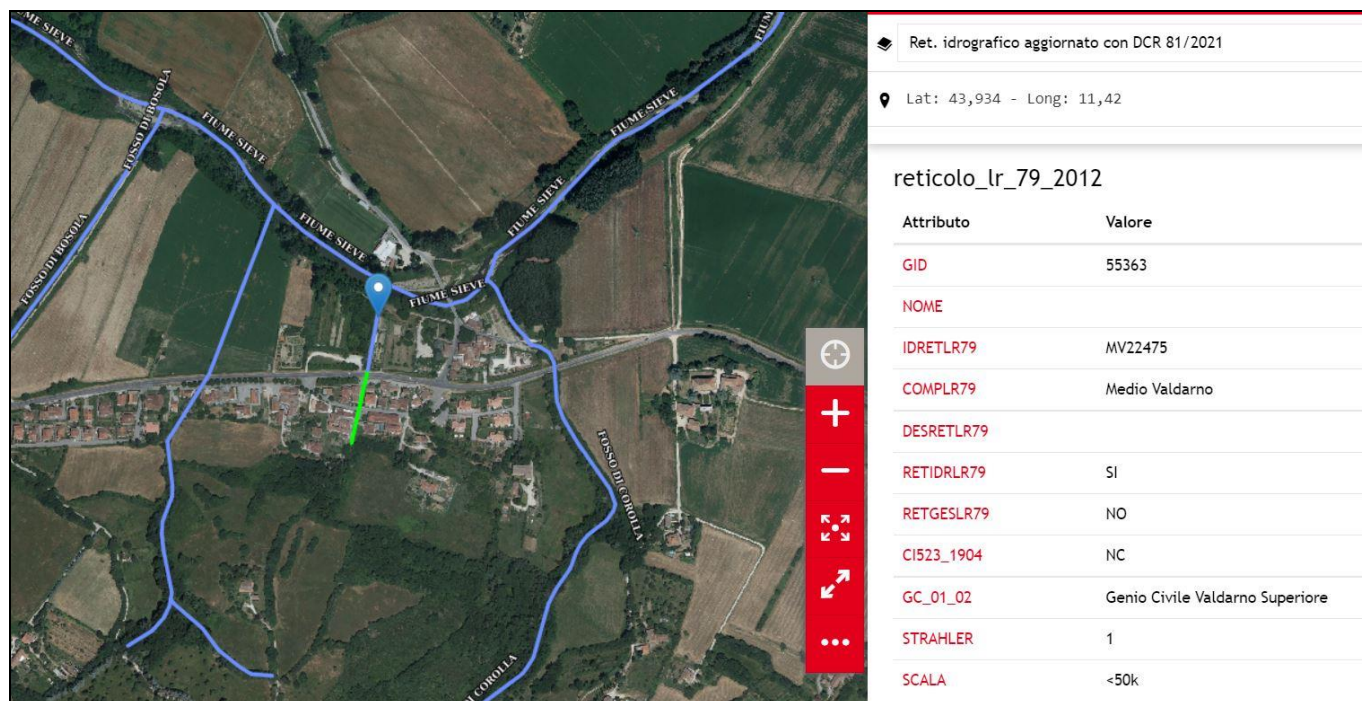 FIUME SIEVE
FIUME
FOSSO DI BOSOLA
FIUME SIEVE
FIUME SIEVE
FIUME SIEVE
FOSSO DI BOSOLA
FIUME SIEVE
FIUME SIEVE
FOSSO DI COROLLA
DI COROLLA
Ret. idrografico aggiornato con DCR 81/2021
Lat: 43,934 - Long: 11,42
reticolo_lr_79_2012
Attributo Valore
GID 55363
NOME
IDRETLR79 MV22475
COMPLR79 Medio Valdarno
DESRETLR79
RETIDRLR79 SI
RETGESLR79 NO
CI523_1904 NC
GC_01_02 Genio Civile Valdarno Superiore
STRAHLER 1
SCALA <50k